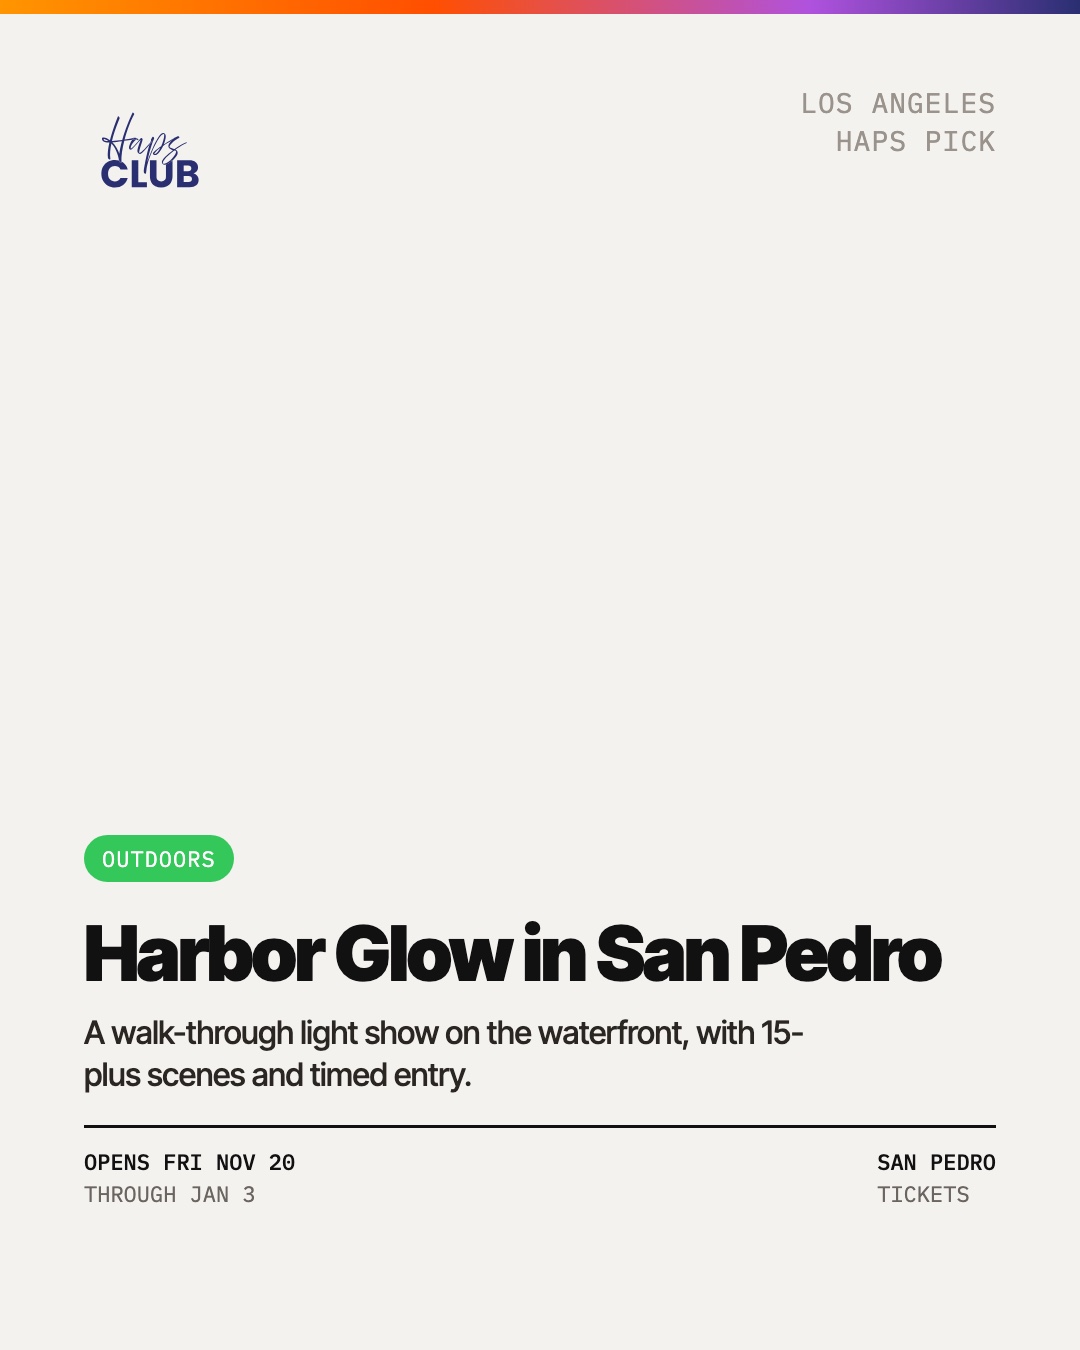 Haps
CLUB
LOS ANGELES
HAPS PICK
OUTDOORS
Harbor Glow in San Pedro
A walk-through light show on the waterfront, with 15-
plus scenes and timed entry.
OPENS FRI NOV 20
THROUGH JAN 3
SAN PEDRO
TICKETS